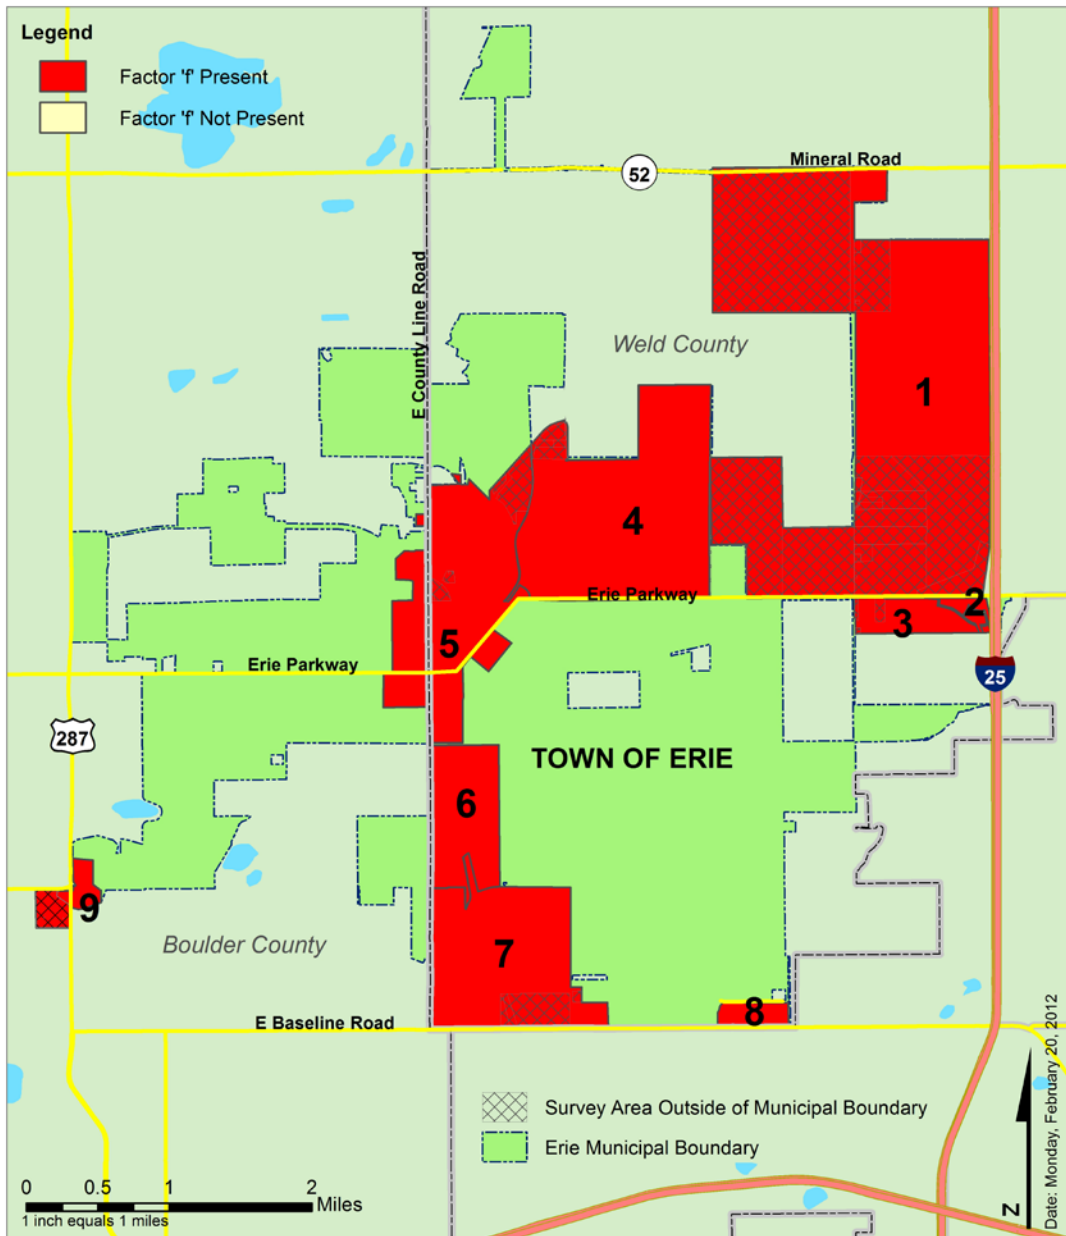 Legend
Factor 'f' Present
Factor 'f' Not Present
Mineral Road
52
E County Line Road
Weld County
1
4
Erie Parkway
2
3
5
Erie Parkway
25
287
TOWN OF ERIE
6
9
Boulder County
7
8
E Baseline Road
Survey Area Outside of Municipal Boundary
Erie Municipal Boundary
0 0.5 1 2
Miles
1 inch equals 1 miles
N
Date: Monday, February 20, 2012